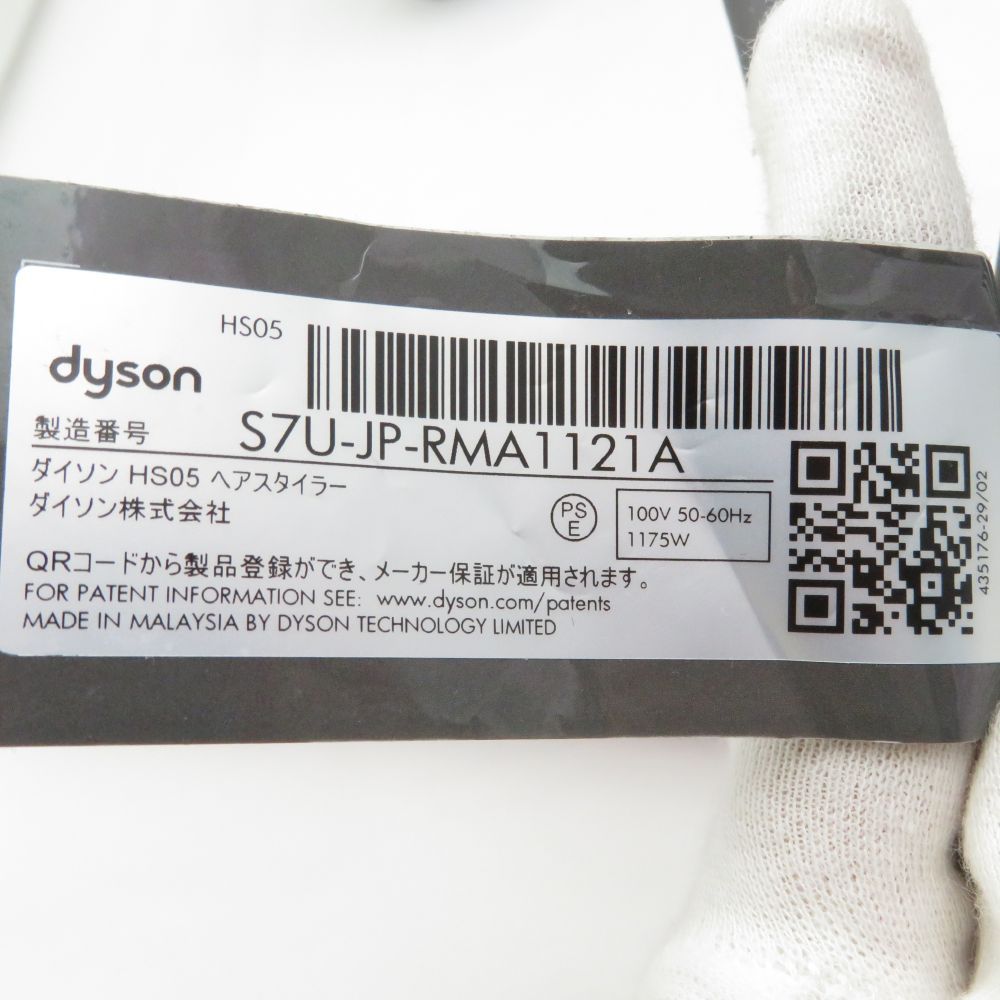 HS05
dyson
製造番号 S7U-JP-RMA1121A
ダイソン HS05 ヘアスタイラー
ダイソン株式会社
PS
E
100V 50-60Hz
1175W
QRコードから製品登録ができ、メーカー保証が適用されます。
FOR PATENT INFORMATION SEE: www.dyson.com/patents
MADE IN MALAYSIA BY DYSON TECHNOLOGY LIMITED
435176-29/02